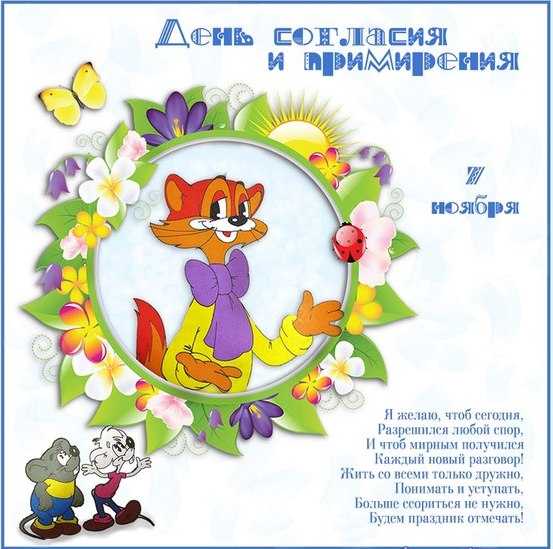 День согласия
и примирения
7
ноября
Я желаю, чтоб сегодня,
Разрешился любой спор,
И чтоб мирным получился
Каждый новый разговор!
Жить со всеми только дружно,
Понимать и уступать,
Больше ссориться не нужно,
Будем праздник отмечать!